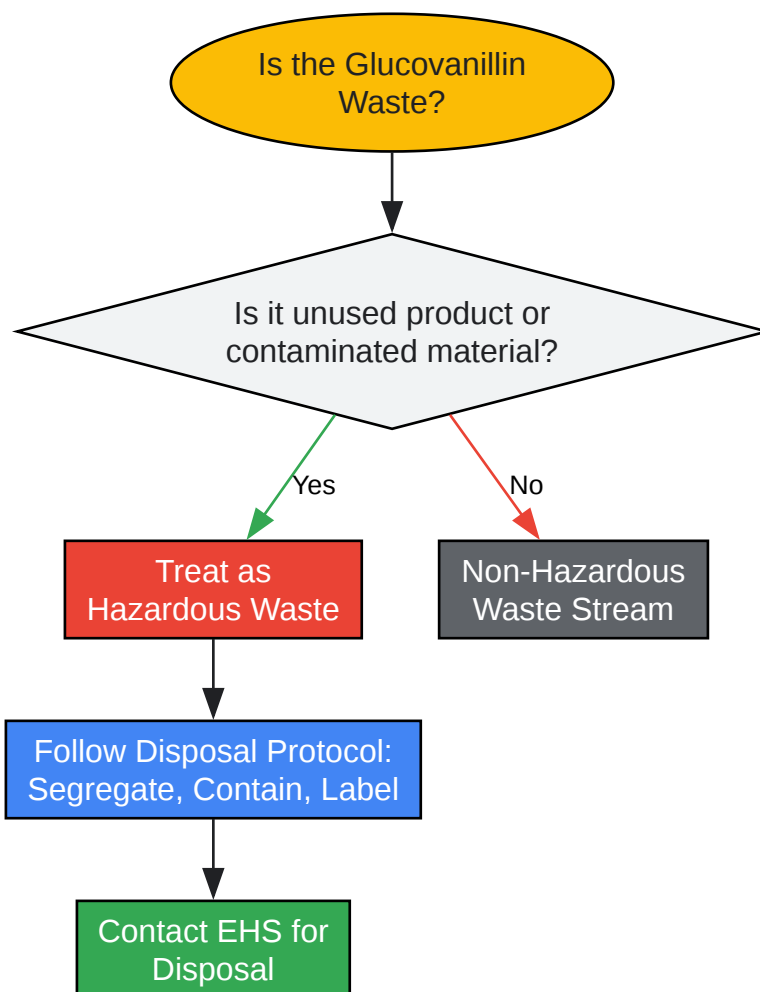 Is the Glucovanillin
Waste?
Is it unused product or
contaminated material?
Yes
No
Treat as
Hazardous Waste
Non-Hazardous
Waste Stream
Follow Disposal Protocol:
Segregate, Contain, Label
Contact EHS for
Disposal